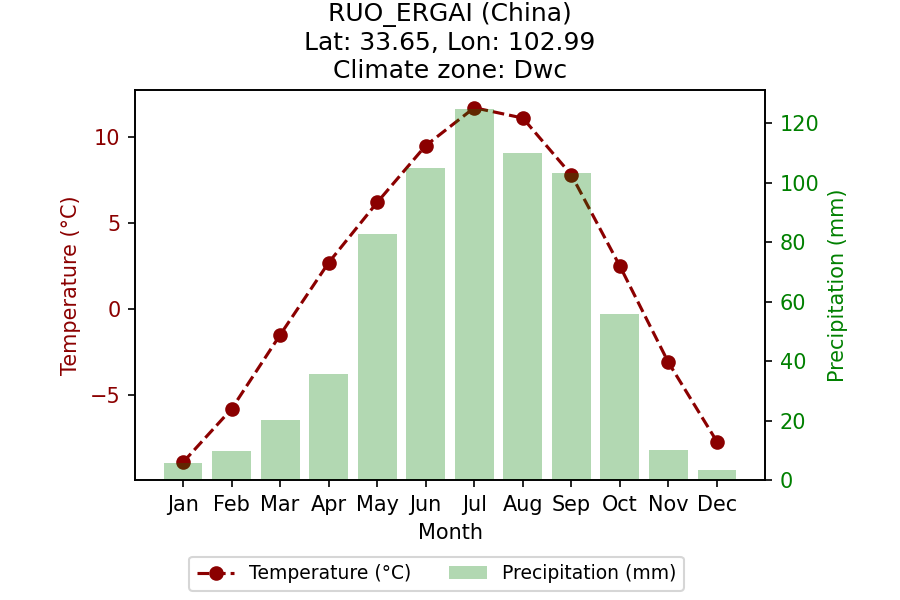 RUO_ERGAI (China)
Lat: 33.65, Lon: 102.99
Climate zone: Dwc
Temperature (°C)
10
5
0
−5
120
100
80
60
40
20
0
Precipitation (mm)
Jan Feb Mar Apr May Jun Jul Aug Sep Oct Nov Dec
Month
Temperature (°C) Precipitation (mm)